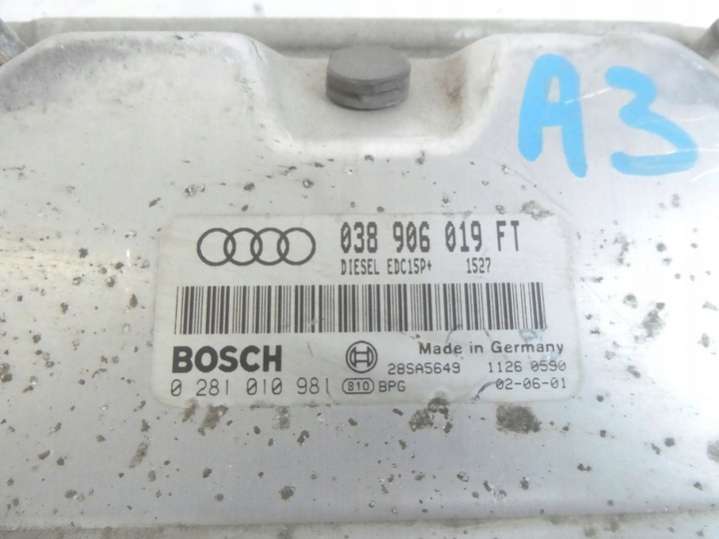 A3
038 906 019 FT
DIESEL EDC15P+ 1527
BOSCH
Made in Germany
28SA5649 1126 0590
0 281 010 981 810 BPG 02-06-01